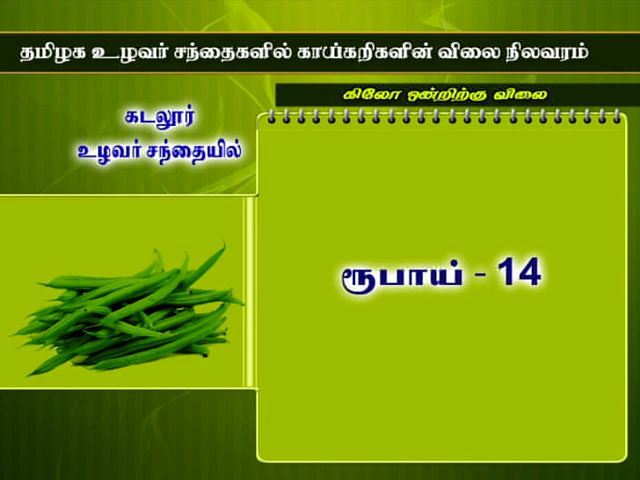 தமிழக உழவர் சந்தைகளில் காய்கறிகளின் விலை நிலவரம்
கிலோ ஒன்றிற்கு விலை
கடலூர்
உழவர் சந்தையில்
ரூபாய் - 14